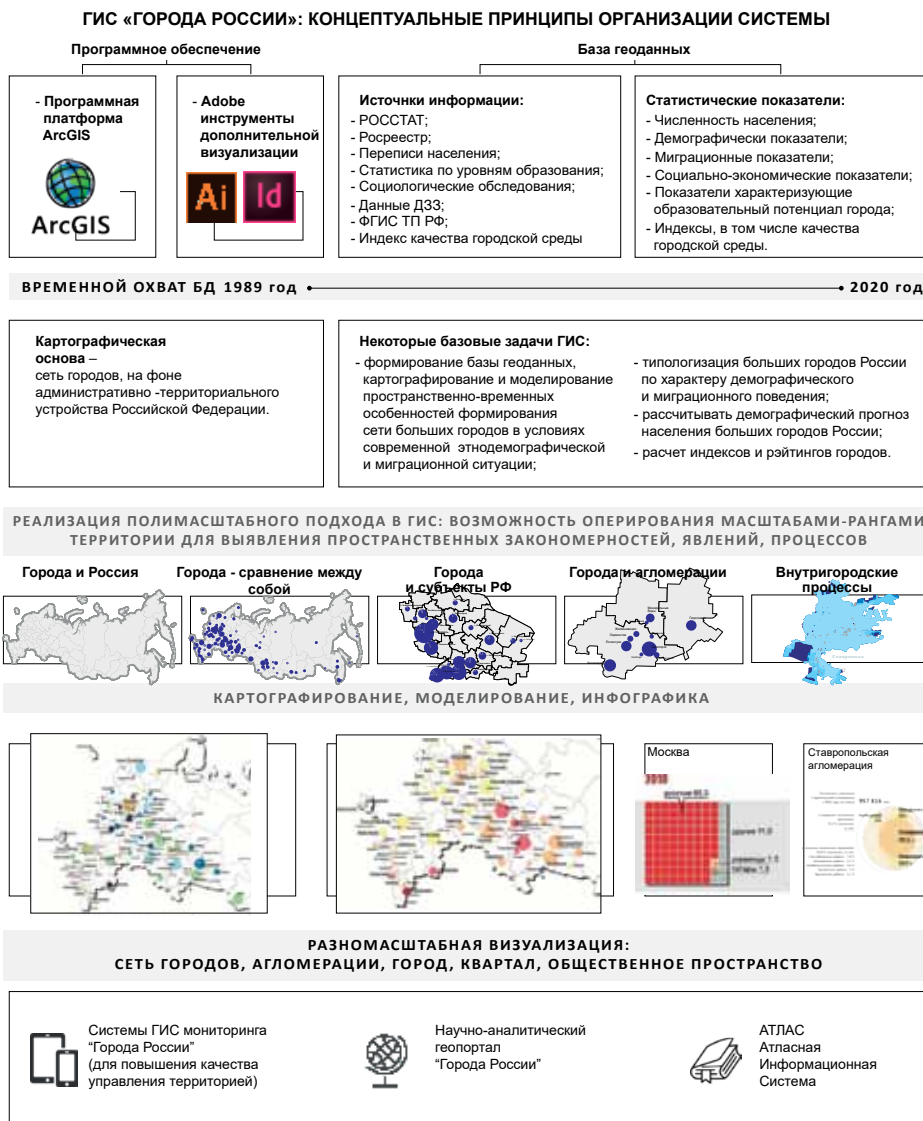 ГИС «ГОРОДА РОССИИ»: КОНЦЕПТУАЛЬНЫЕ ПРИНЦИПЫ ОРГАНИЗАЦИИ СИСТЕМЫ
Программное обеспечение
База геоданных
- Программная
платформа
ArcGIS
ArcGIS
- Adobe
инструменты
дополнительной
визуализации
Ai
Id
Источнки информации:
- РОССТАТ;
- Росреестр;
- Переписи населения;
- Статистика по уровням образования;
- Социологические обследования;
- Данные ДЗЗ;
- ФГИС ТП РФ;
- Индекс качества городской среды
Статистические показатели:
- Численность населения;
- Демографически показатели;
- Миграционные показатели;
- Социально-экономические показатели;
- Показатели характеризующие
образовательный потенциал города;
- Индексы, в том числе качества
городской среды.
ВРЕМЕННОЙ ОХВАТ БД 1989 год
2020 год
Картографическая
основа –
сеть городов, на фоне
административно -территориального
устройства Российской Федерации.
Некоторые базовые задачи ГИС:
- формирование базы геоданных,
картографирование и моделирование
пространственно-временных
особенностей формирования
сети больших городов в условиях
современной этнодемографической
и миграционной ситуации;
- типологизация больших городов России
по характеру демографического
и миграционного поведения;
- рассчитывать демографический прогноз
населения больших городов России;
- расчет индексов и рэйтингов городов.
РЕАЛИЗАЦИЯ ПОЛИМАСШТАБНОГО ПОДХОДА В ГИС: ВОЗМОЖНОСТЬ ОПЕРИРОВАНИЯ МАСШТАБАМИ-РАНГАМИ
ТЕРРИТОРИИ ДЛЯ ВЫЯВЛЕНИЯ ПРОСТРАНСТВЕННЫХ ЗАКОНОМЕРНОСТЕЙ, ЯВЛЕНИЙ, ПРОЦЕССОВ
Города и Россия
Города - сравнение между
собой
Города
и субъекты РФ
Города и агломерации
Внутригородские
процессы
КАРТОГРАФИРОВАНИЕ, МОДЕЛИРОВАНИЕ, ИНФОГРАФИКА
Москва
2010
Ставропольская
агломерация
РАЗНОМАСШТАБНАЯ ВИЗУАЛИЗАЦИЯ:
СЕТЬ ГОРОДОВ, АГЛОМЕРАЦИИ, ГОРОД, КВАРТАЛ, ОБЩЕСТВЕННОЕ ПРОСТРАНСТВО
Системы ГИС мониторинга
“Города России”
(для повышения качества
управления территорией)
Научно-аналитический
геопортал
“Города России”
АТЛАС
Атласная
Информационная
Система